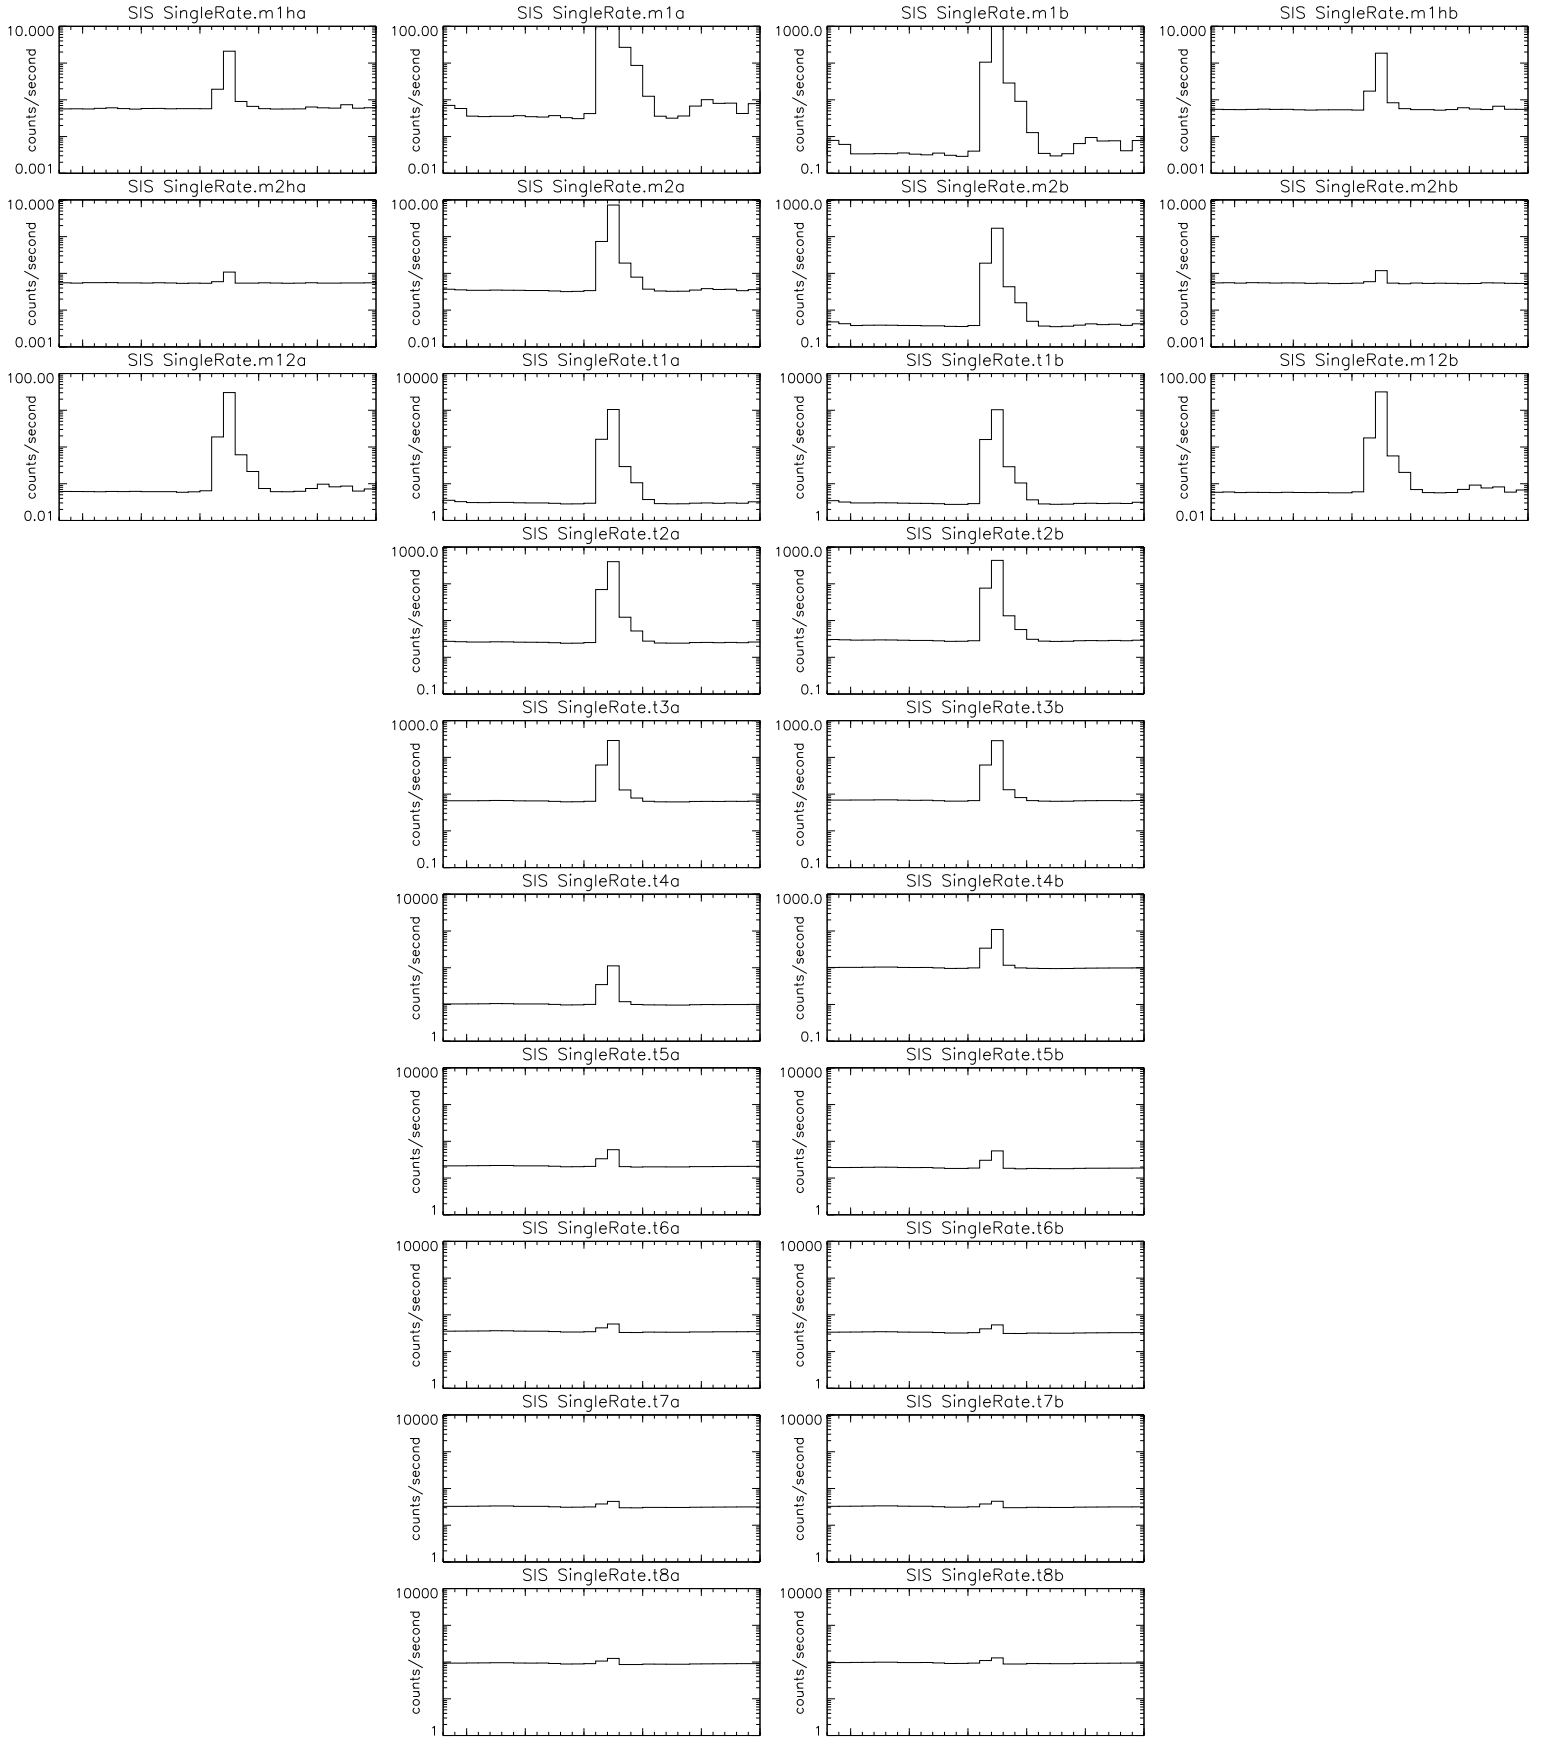 SIS SingleRate.m1ha
10.000
counts/second
0.001
SIS SingleRate.m1a
100.00
counts/second
0.01
SIS SingleRate.m1b
1000.0
counts/second
0.1
SIS SingleRate.m1hb
10.000
counts/second
0.001
SIS SingleRate.m2ha
10.000
counts/second
0.001
SIS SingleRate.m2a
100.00
counts/second
0.01
SIS SingleRate.m2b
1000.0
counts/second
0.1
SIS SingleRate.m2hb
10.000
counts/second
0.001
SIS SingleRate.m12a
100.00
counts/second
0.01
SIS SingleRate.t1a
10000
counts/second
1
SIS SingleRate.t1b
10000
counts/second
1
SIS SingleRate.m12b
100.00
counts/second
0.01
SIS SingleRate.t2a
1000.0
counts/second
0.1
SIS SingleRate.t2b
1000.0
counts/second
0.1
SIS SingleRate.t3a
1000.0
counts/second
0.1
SIS SingleRate.t3b
1000.0
counts/second
0.1
SIS SingleRate.t4a
10000
counts/second
1
SIS SingleRate.t4b
1000.0
counts/second
0.1
SIS SingleRate.t5a
10000
counts/second
1
SIS SingleRate.t5b
10000
counts/second
1
SIS SingleRate.t6a
10000
counts/second
1
SIS SingleRate.t6b
10000
counts/second
1
SIS SingleRate.t7a
10000
counts/second
1
SIS SingleRate.t7b
10000
counts/second
1
SIS SingleRate.t8a
10000
counts/second
1
SIS SingleRate.t8b
10000
counts/second
1